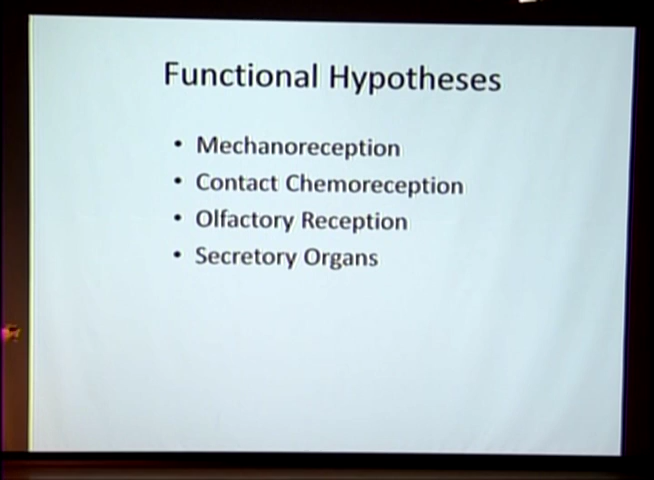 Functional Hypotheses
• Mechanoreception
• Contact Chemoreception
• Olfactory Reception
• Secretory Organs